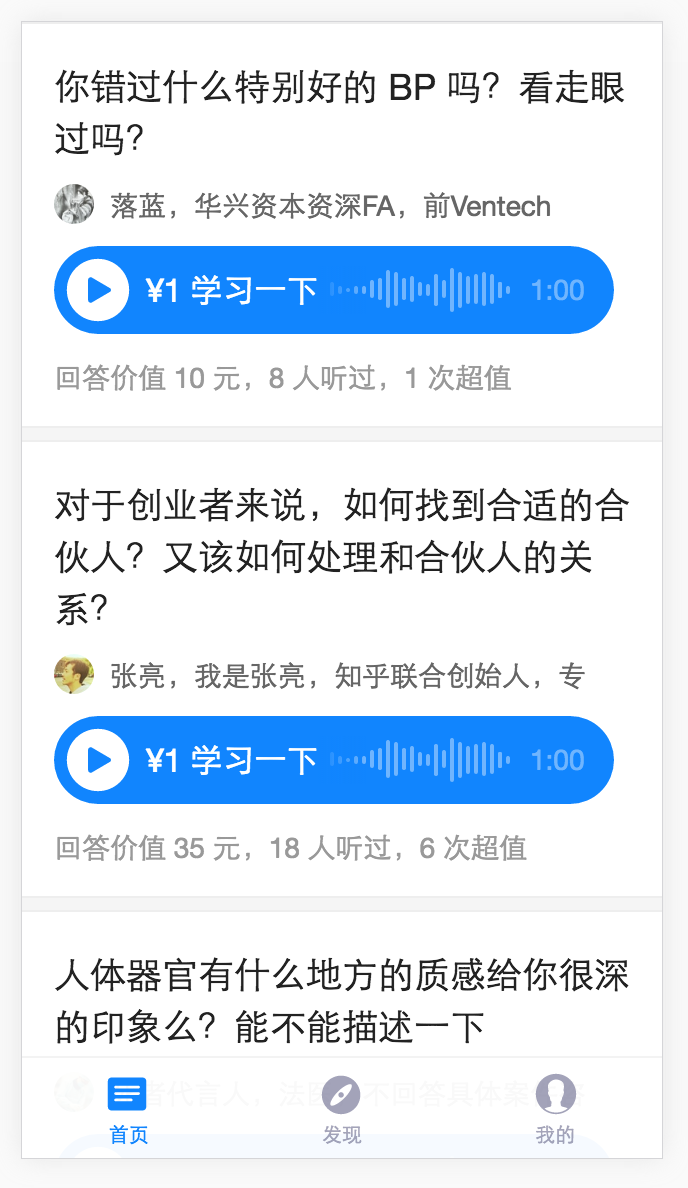 你错过什么特别好的 BP 吗？看走眼
过吗？
落蓝，华兴资本资深FA，前Ventech
¥1 学习一下 1:00
回答价值 10 元，8 人听过，1 次超值
对于创业者来说，如何找到合适的合
伙人？又该如何处理和合伙人的关
系？
张亮，我是张亮，知乎联合创始人，专
¥1 学习一下 1:00
回答价值 35 元，18 人听过，6 次超值
人体器官有什么地方的质感给你很深
的印象么？能不能描述一下
者代言人，法医 不回答具体案
首页 发现 我的